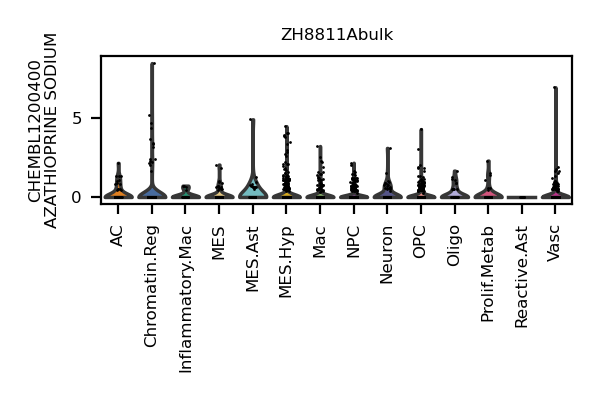 ZH8811Abulk
CHEMBL1200400
AZATHIOPRINE SODIUM
5
0
AC
Chromatin.Reg
Inflammatory.Mac
MES
MES.Ast
MES.Hyp
Mac
NPC
Neuron
OPC
Oligo
Prolif.Metab
Reactive.Ast
Vasc